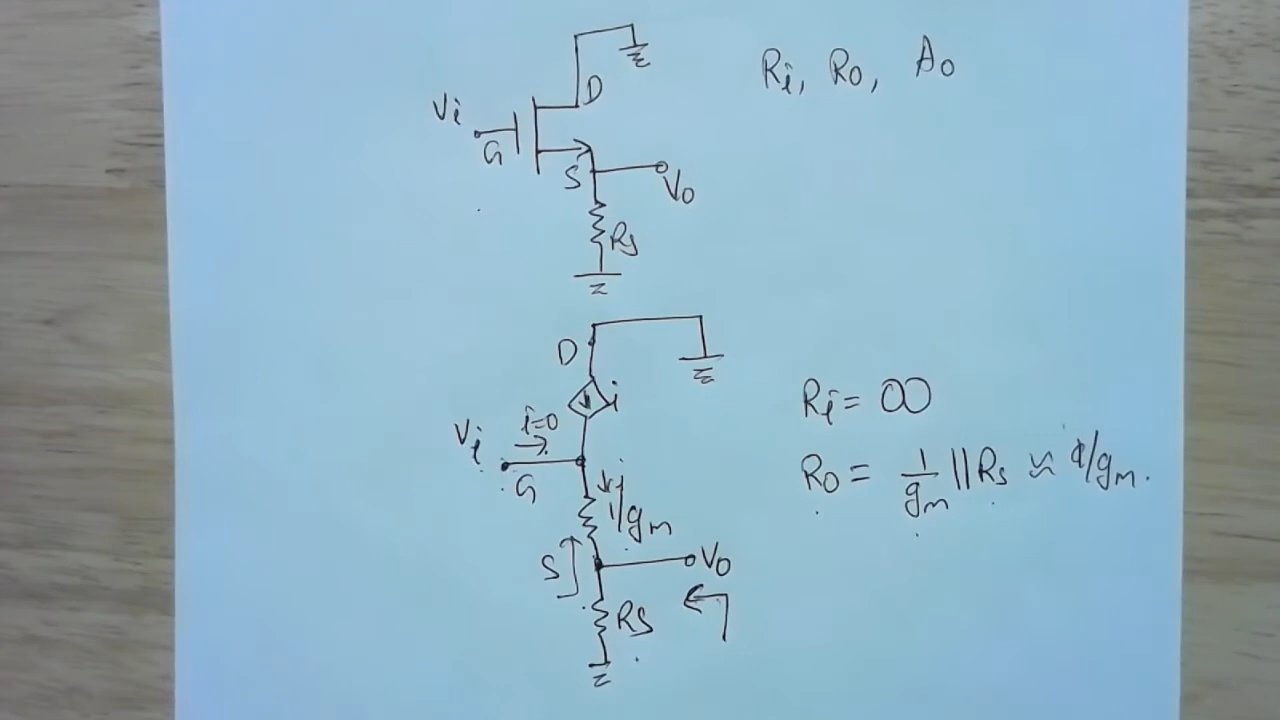 Ri, Ro, Ao
D
Vi
G
S
Vo
Rs
D
i
i=0
Vi
G
i
1/gm
S
Vo
Rs
Ri = ∞
Ro = 1/gm || Rs ≈ 1/gm.